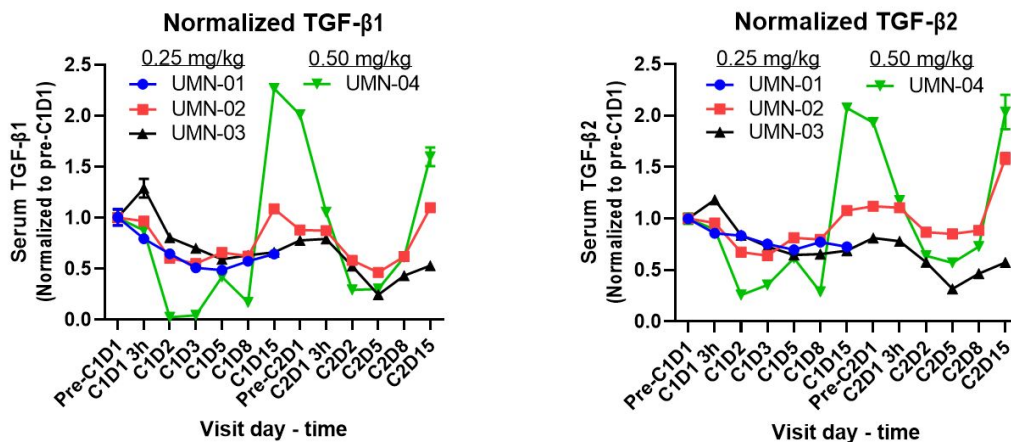 Normalized TGF-β1
0.25 mg/kg 0.50 mg/kg
UMN-01 UMN-04
UMN-02
UMN-03
2.5
2.0
1.5
1.0
0.5
0.0
Serum TGF-β1
(Normalized to pre-C1D1)
Pre-C1D1
C1D1 3h
C1D2
C1D3
C1D5
C1D8
C1D15
Pre-C2D1
C2D1 3h
C2D2
C2D5
C2D8
C2D15
Visit day - time
Normalized TGF-β2
0.25 mg/kg 0.50 mg/kg
UMN-01 UMN-04
UMN-02
UMN-03
2.5
2.0
1.5
1.0
0.5
0.0
Serum TGF-β2
(Normalized to pre-C1D1)
Pre-C1D1
C1D1 3h
C1D2
C1D3
C1D5
C1D8
C1D15
Pre-C2D1
C2D1 3h
C2D2
C2D5
C2D8
C2D15
Visit day - time